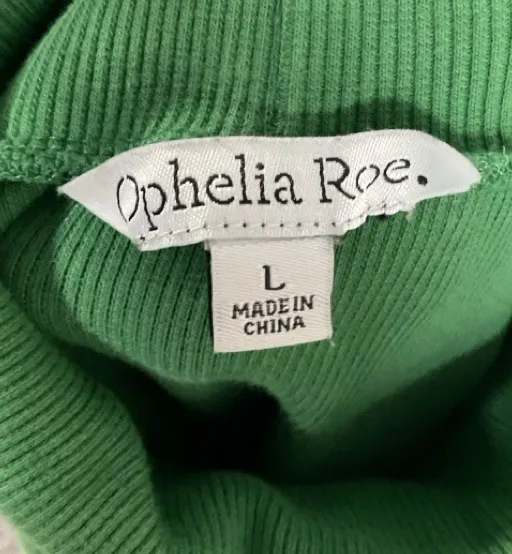 Ophelia Roe.
L
MADE IN
CHINA